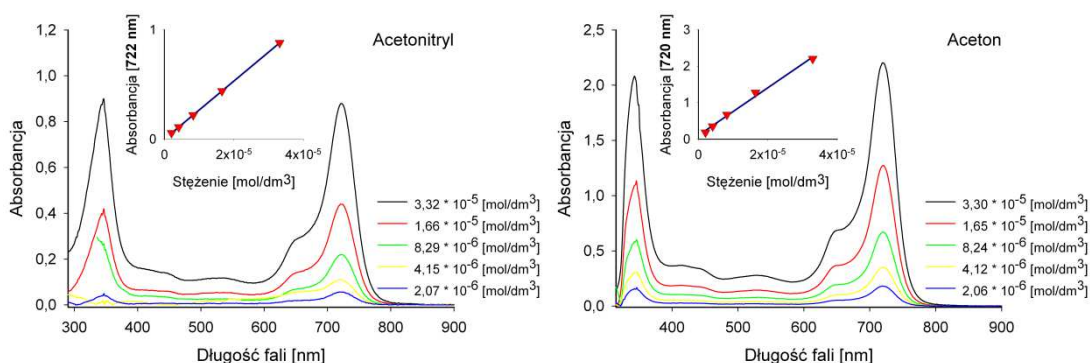 Acetonitryl
Absorbancja
1,2
1,0
0,8
0,6
0,4
0,2
0,0
300
400
500
600
700
800
900
Długość fali [nm]
Absorbancja [722 nm]
1
0
0
2x10-5
4x10-5
Stężenie [mol/dm3]
3,32 * 10-5 [mol/dm3]
1,66 * 10-5 [mol/dm3]
8,29 * 10-6 [mol/dm3]
4,15 * 10-6 [mol/dm3]
2,07 * 10-6 [mol/dm3]
Aceton
Absorbancja
2,5
2,0
1,5
1,0
0,5
0,0
400
500
600
700
800
900
Długość fali [nm]
Absorbancja [720 nm]
3
2
1
0
0
2x10-5
4x10-5
Stężenie [mol/dm3]
3,30 * 10-5 [mol/dm3]
1,65 * 10-5 [mol/dm3]
8,24 * 10-6 [mol/dm3]
4,12 * 10-6 [mol/dm3]
2,06 * 10-6 [mol/dm3]